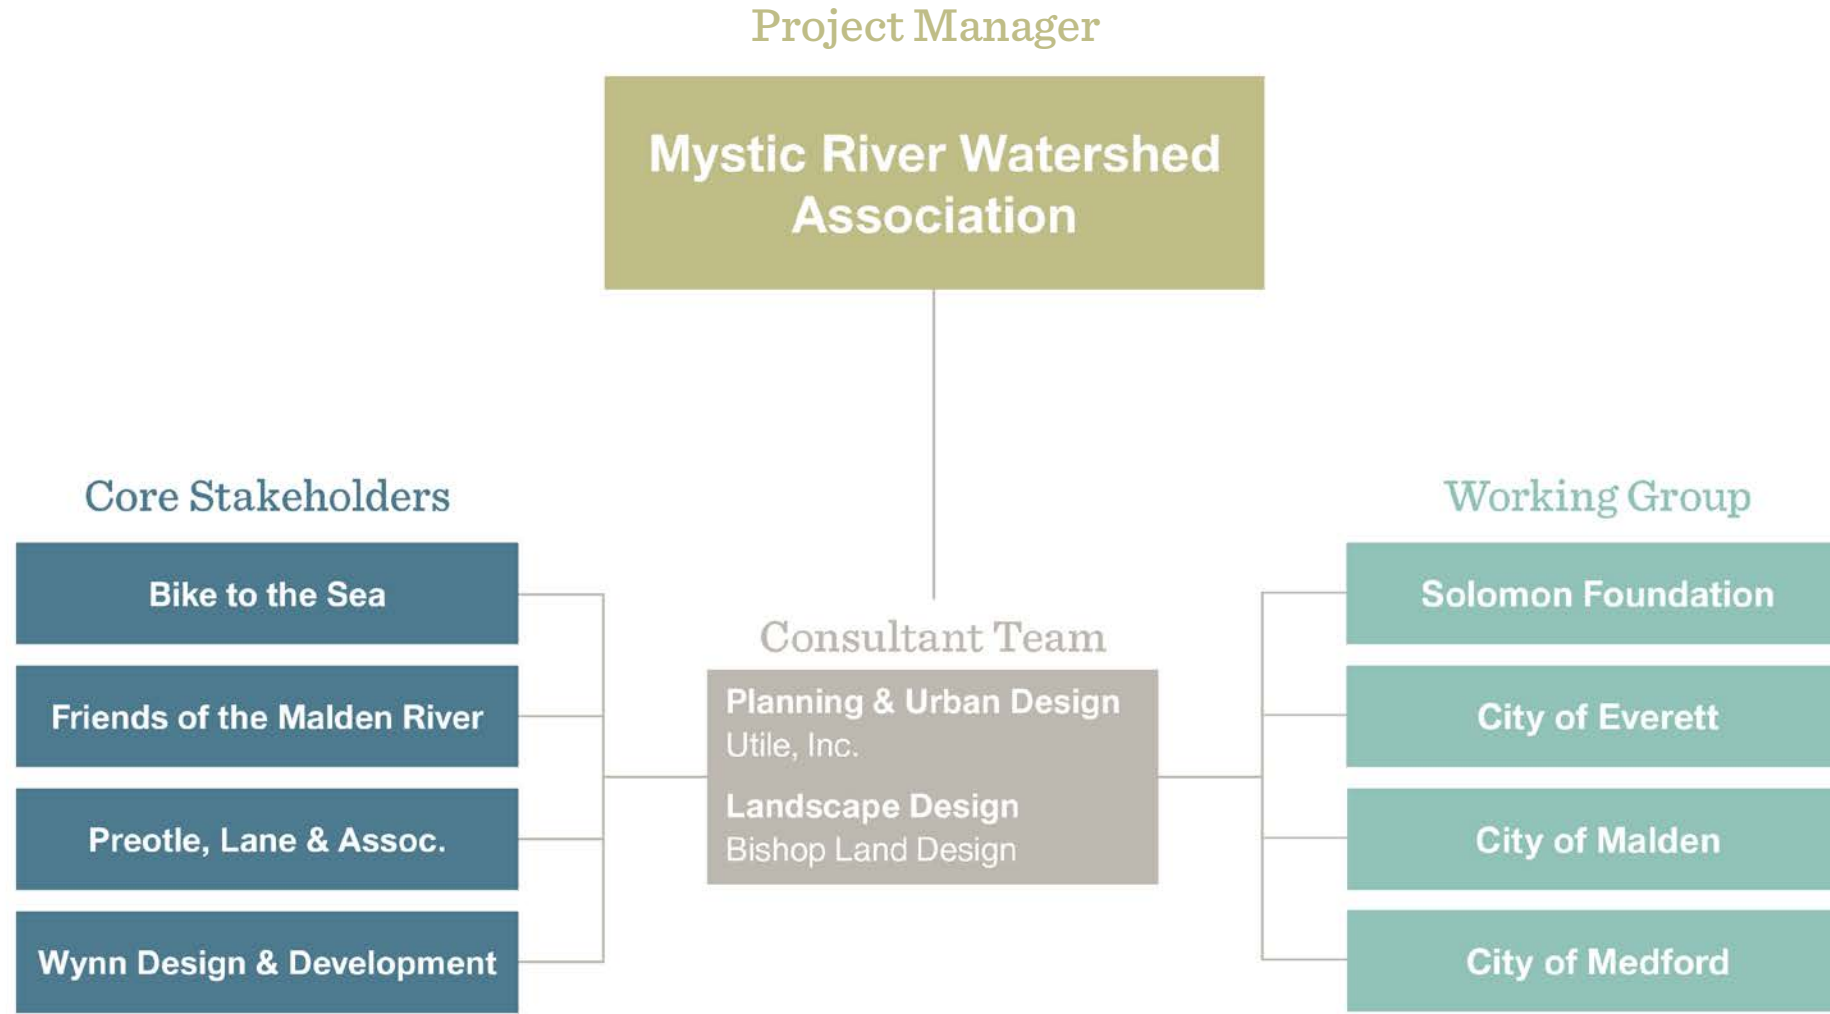 Project Manager
Mystic River Watershed
Association
Core Stakeholders
Bike to the Sea
Friends of the Malden River
Preotle, Lane & Assoc.
Wynn Design & Development
Consultant Team
Planning & Urban Design
Utile, Inc.
Landscape Design
Bishop Land Design
Working Group
Solomon Foundation
City of Everett
City of Malden
City of Medford